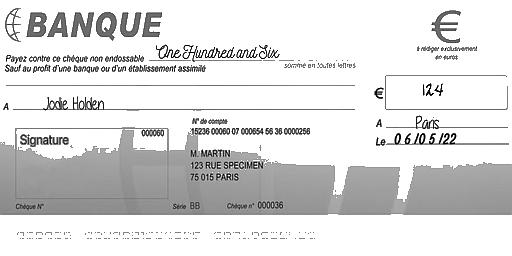 BANQUE
€
à rédiger exclusivement
en euros
Payez contre ce chèque non endossable One Hundred and Six
Sauf au profit d'une banque ou d'un établissement assimilé
somme en toutes lettres
€ 124
A Jodie Holden
A Paris
Le 06/05/22
Signature
000060
N° de compte
15236 00060 07 000654 56 36 0000256
M. MARTIN
123 RUE SPECIMEN
75 015 PARIS
Chèque N°
Série BB
Chéque n° 000036